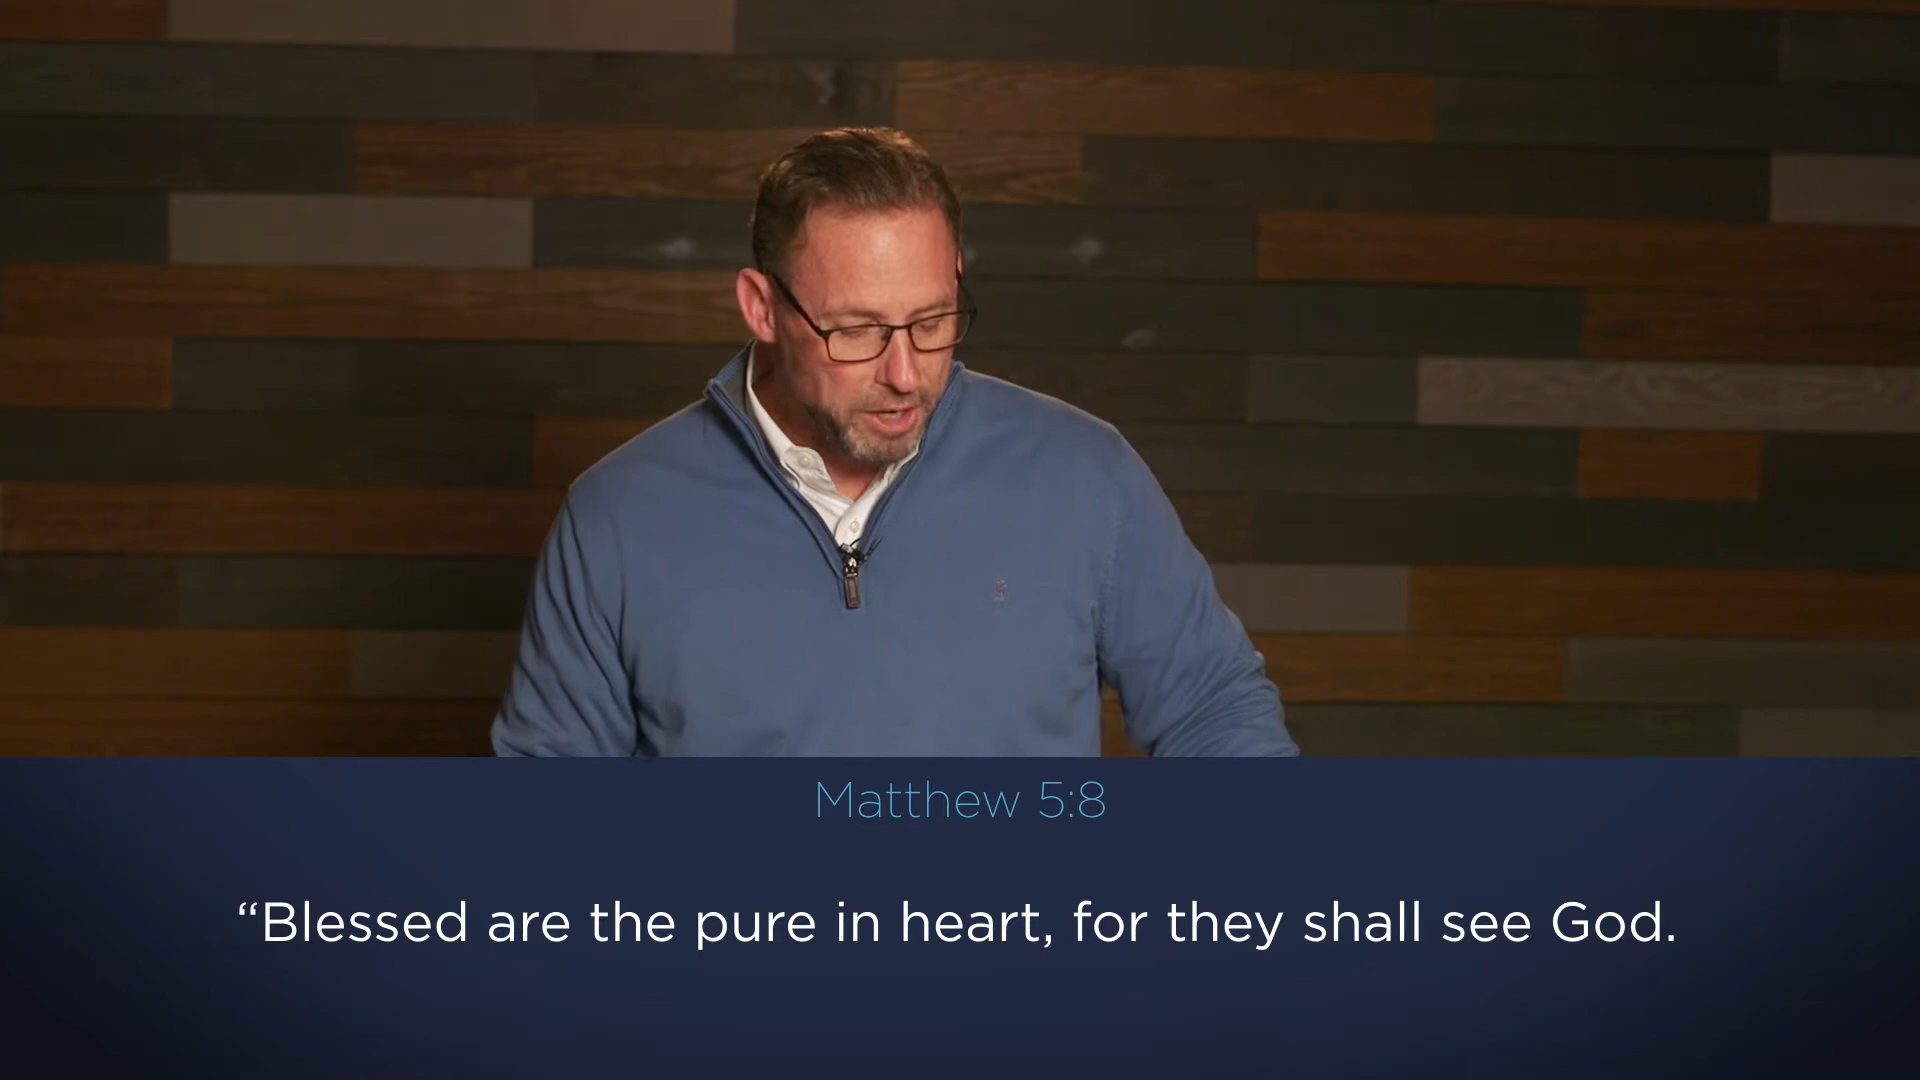 Matthew 5:8
“Blessed are the pure in heart, for they shall see God.